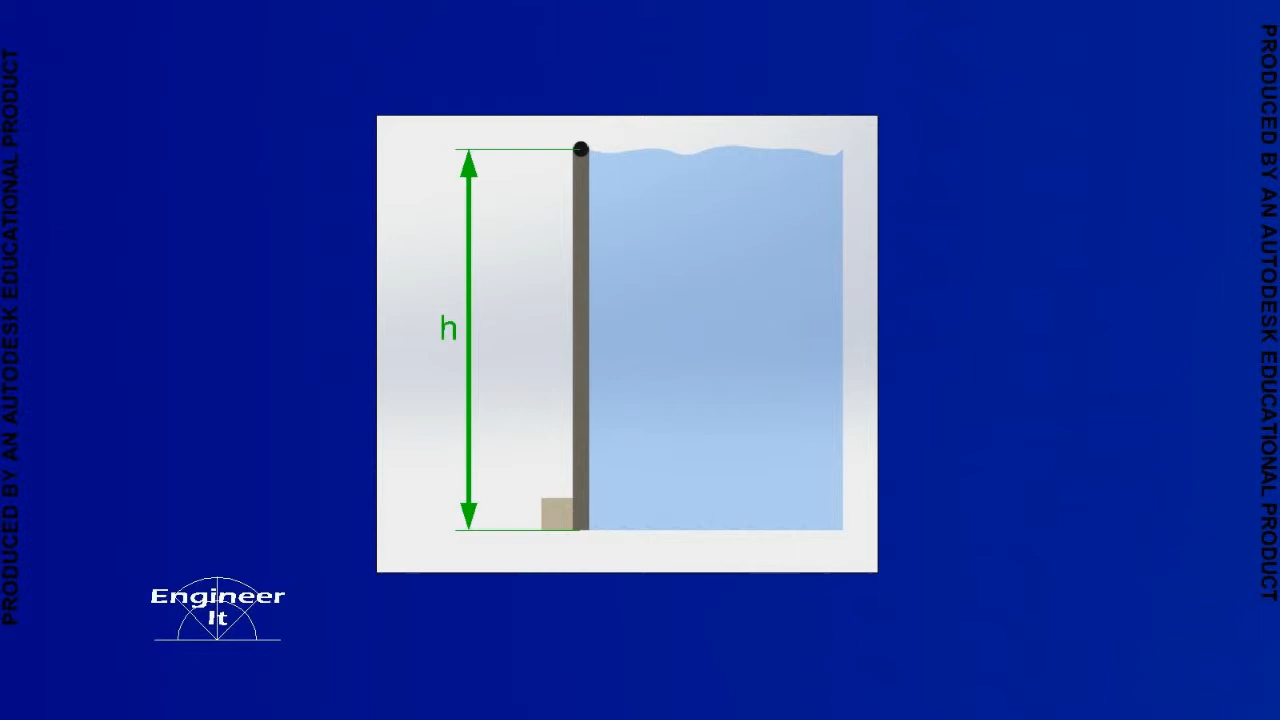 PRODUCED BY AN AUTODESK EDUCATIONAL PRODUCT
h
Engineer
It
PRODUCED BY AN AUTODESK EDUCATIONAL PRODUCT